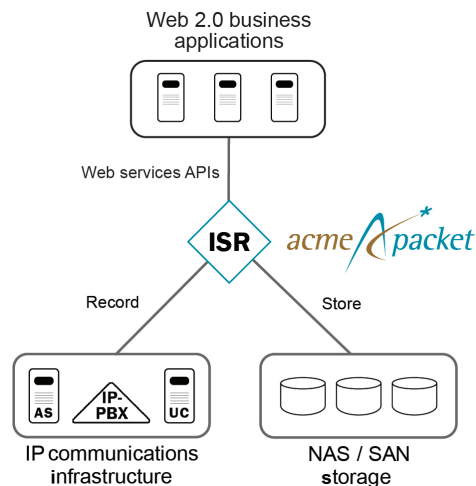 Web 2.0 business
applications
Web services APIs
ISR
acme packet
Record
Store
AS
IP-
PBX
UC
IP communications
infrastructure
NAS / SAN
storage